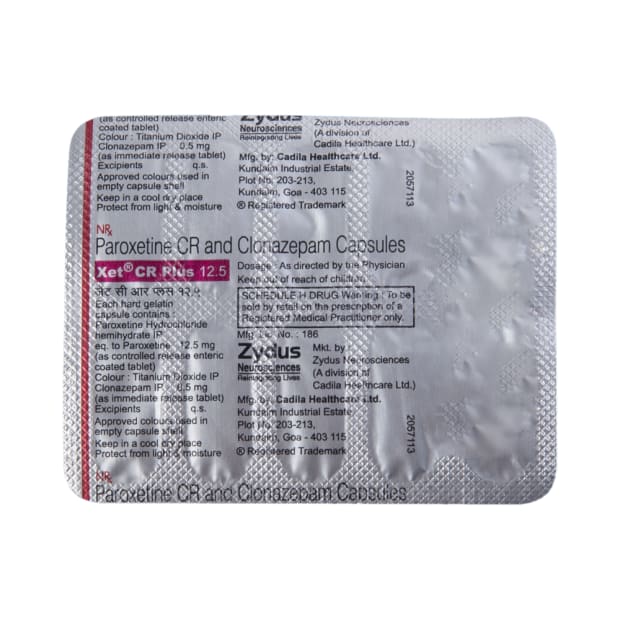 (as controlled release enteric
coated tablet)
Colour : Titanium Dioxide IP
Clonazepam IP 0.5 mg
(as immediate release tablet)
Excipients q.s.
Approved colours used in
empty capsule shell
Keep in a cool dry place
Protect from light & moisture
Zydus
Neurosciences
Reimagining Lives
Zydus Neurosciences
(A division of
Cadila Healthcare Ltd.)
Mfg. by: Cadila Healthcare Ltd.
Kundaim Industrial Estate
Plot No. 203-213,
Kundaim, Goa - 403 115
® Registered Trademark
2057113
NRx
Paroxetine CR and Clonazepam Capsules
Xet® CR Plus 12.5
जेट सी आर प्लस १२.५
Each hard gelatin
capsule contains
Paroxetine Hydrochloride
hemihydrate IP
eq. to Paroxetine 12.5 mg
(as controlled release enteric
coated tablet)
Colour : Titanium Dioxide IP
Clonazepam IP 0.5 mg
(as immediate release tablet)
Excipients q.s.
Approved colours used in
empty capsule shell
Keep in a cool dry place
Protect from light & moisture
Dosage : As directed by the Physician
Keep out of reach of children
SCHEDULE H DRUG Warning : To be
sold by retail on the prescription of a
Registered Medical Practitioner only.
Mfg. Lic. No. : 186
Zydus
Neurosciences
Reimagining Lives
Mkt. by :
Zydus Neurosciences
(A division of
Cadila Healthcare Ltd.)
Mfg. by: Cadila Healthcare Ltd.
Kundaim Industrial Estate
Plot No. 203-213,
Kundaim, Goa - 403 115
® Registered Trademark
2057113
NRx
Paroxetine CR and Clonazepam Capsules